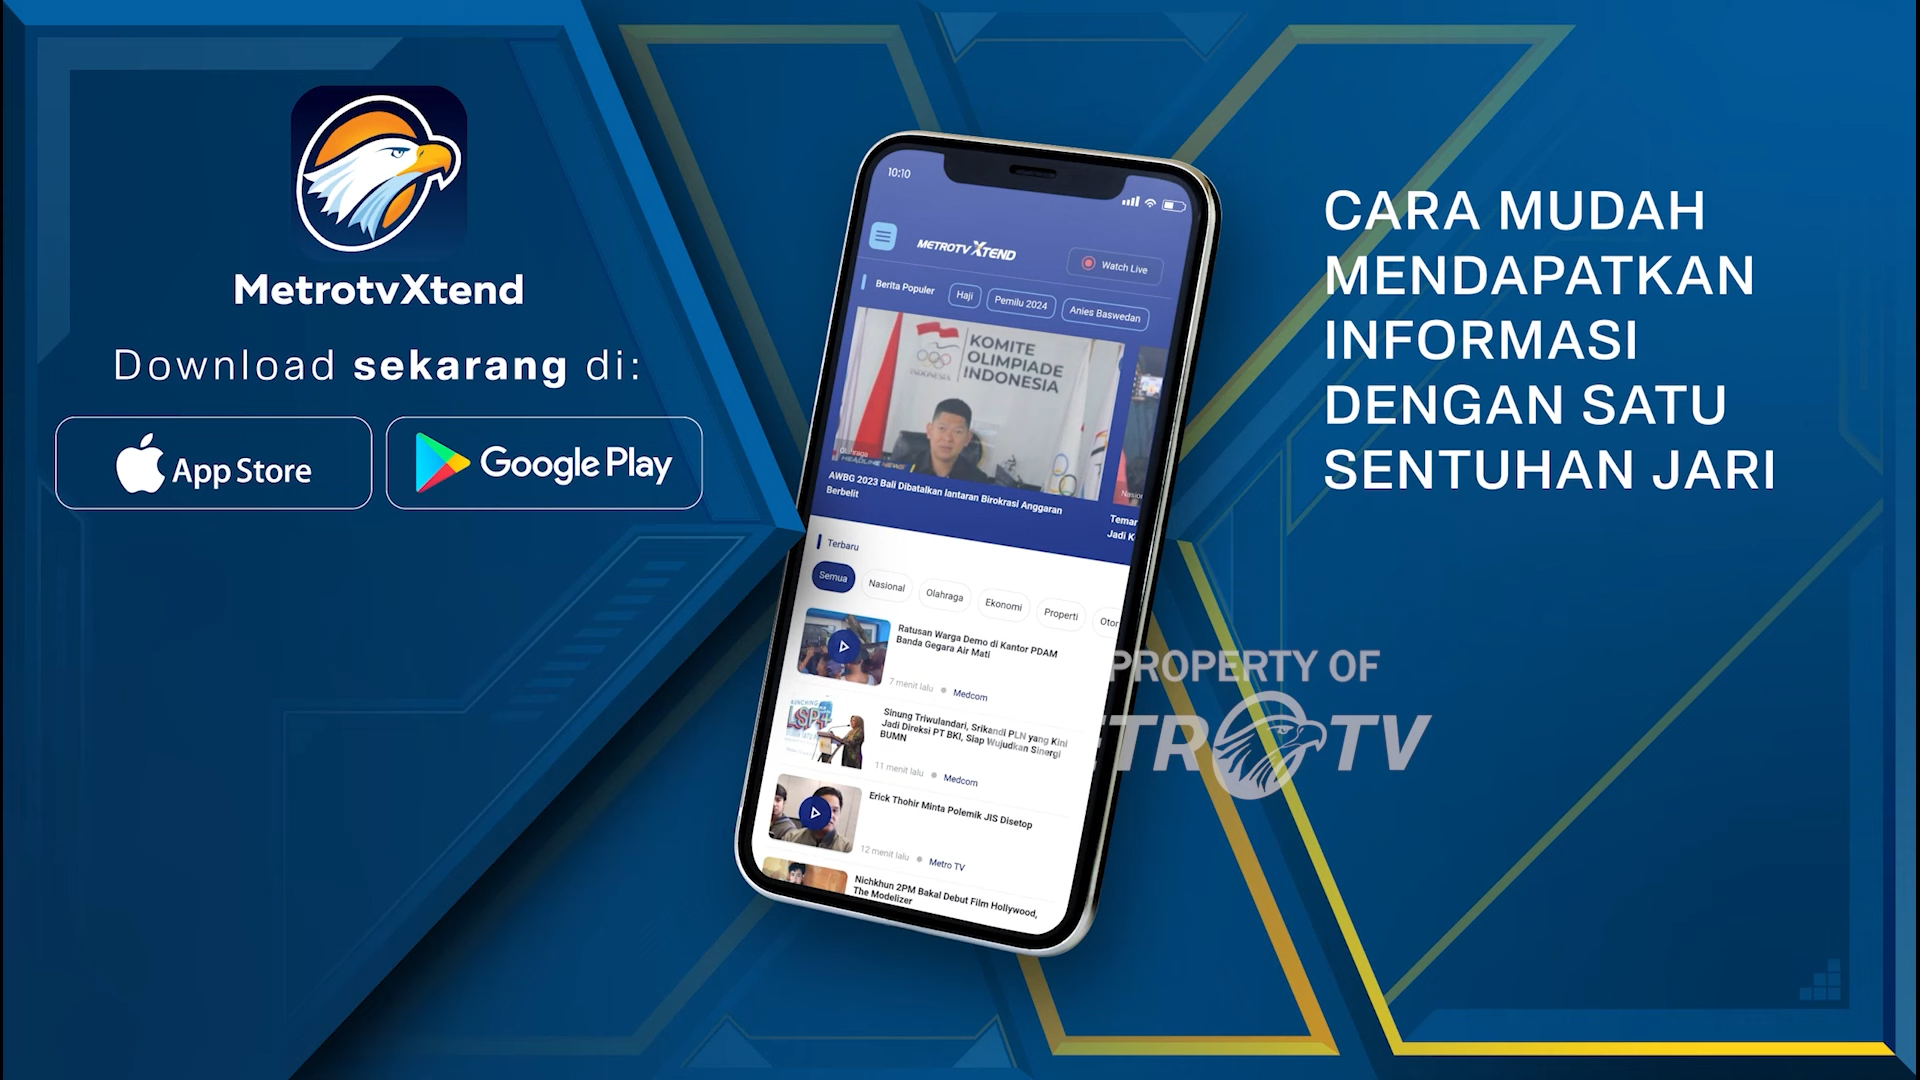 MetrotvXtend
Download sekarang di:
App Store
Google Play
10:10
METROTV XTEND
Watch Live
Berita Populer
Haji
Pemilu 2024
Anies Baswedan
KOMITE
OLIMPIADE
INDONESIA
INDONESIA
Olahraga
HEADLINE NEWS
AWBG 2023 Bali Dibatalkan lantaran Birokrasi Anggaran
Berbelit
Terbaru
Semua
Nasional
Olahraga
Ekonomi
Properti
Ratusan Warga Demo di Kantor PDAM
Banda Gegara Air Mati
7 menit lalu
Medcom
Sinung Triwulandari, Srikandi PLN yang Kini
Jadi Direksi PT BKI, Siap Wujudkan Sinergi
BUMN
11 menit lalu
Medcom
Erick Thohir Minta Polemik JIS Disetop
12 menit lalu
Metro TV
Nichkhun 2PM Bakal Debut Film Hollywood,
The Modelizer
CARA MUDAH
MENDAPATKAN
INFORMASI
DENGAN SATU
SENTUHAN JARI
PROPERTY OF
ETR TV